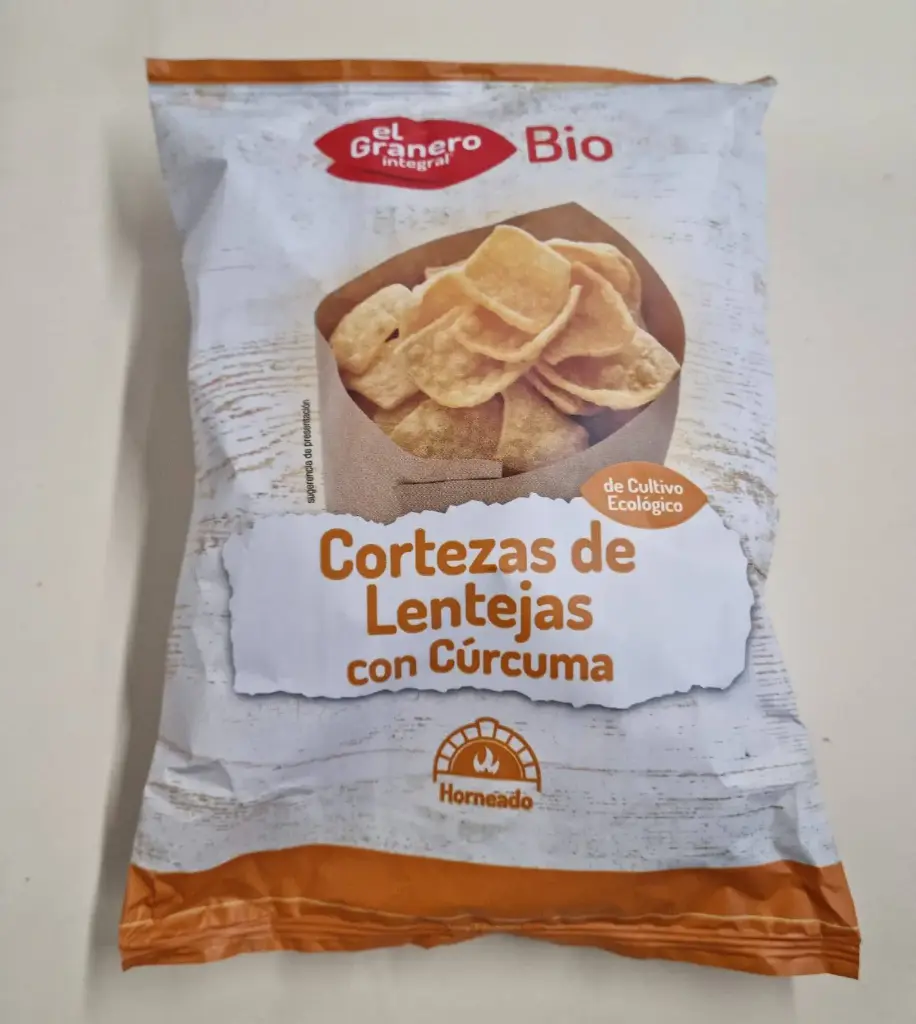 el
Granero
integral
Bio
sugerencia de presentación
de Cultivo
Ecológico
Cortezas de
Lentejas
con Cúrcuma
Horneado